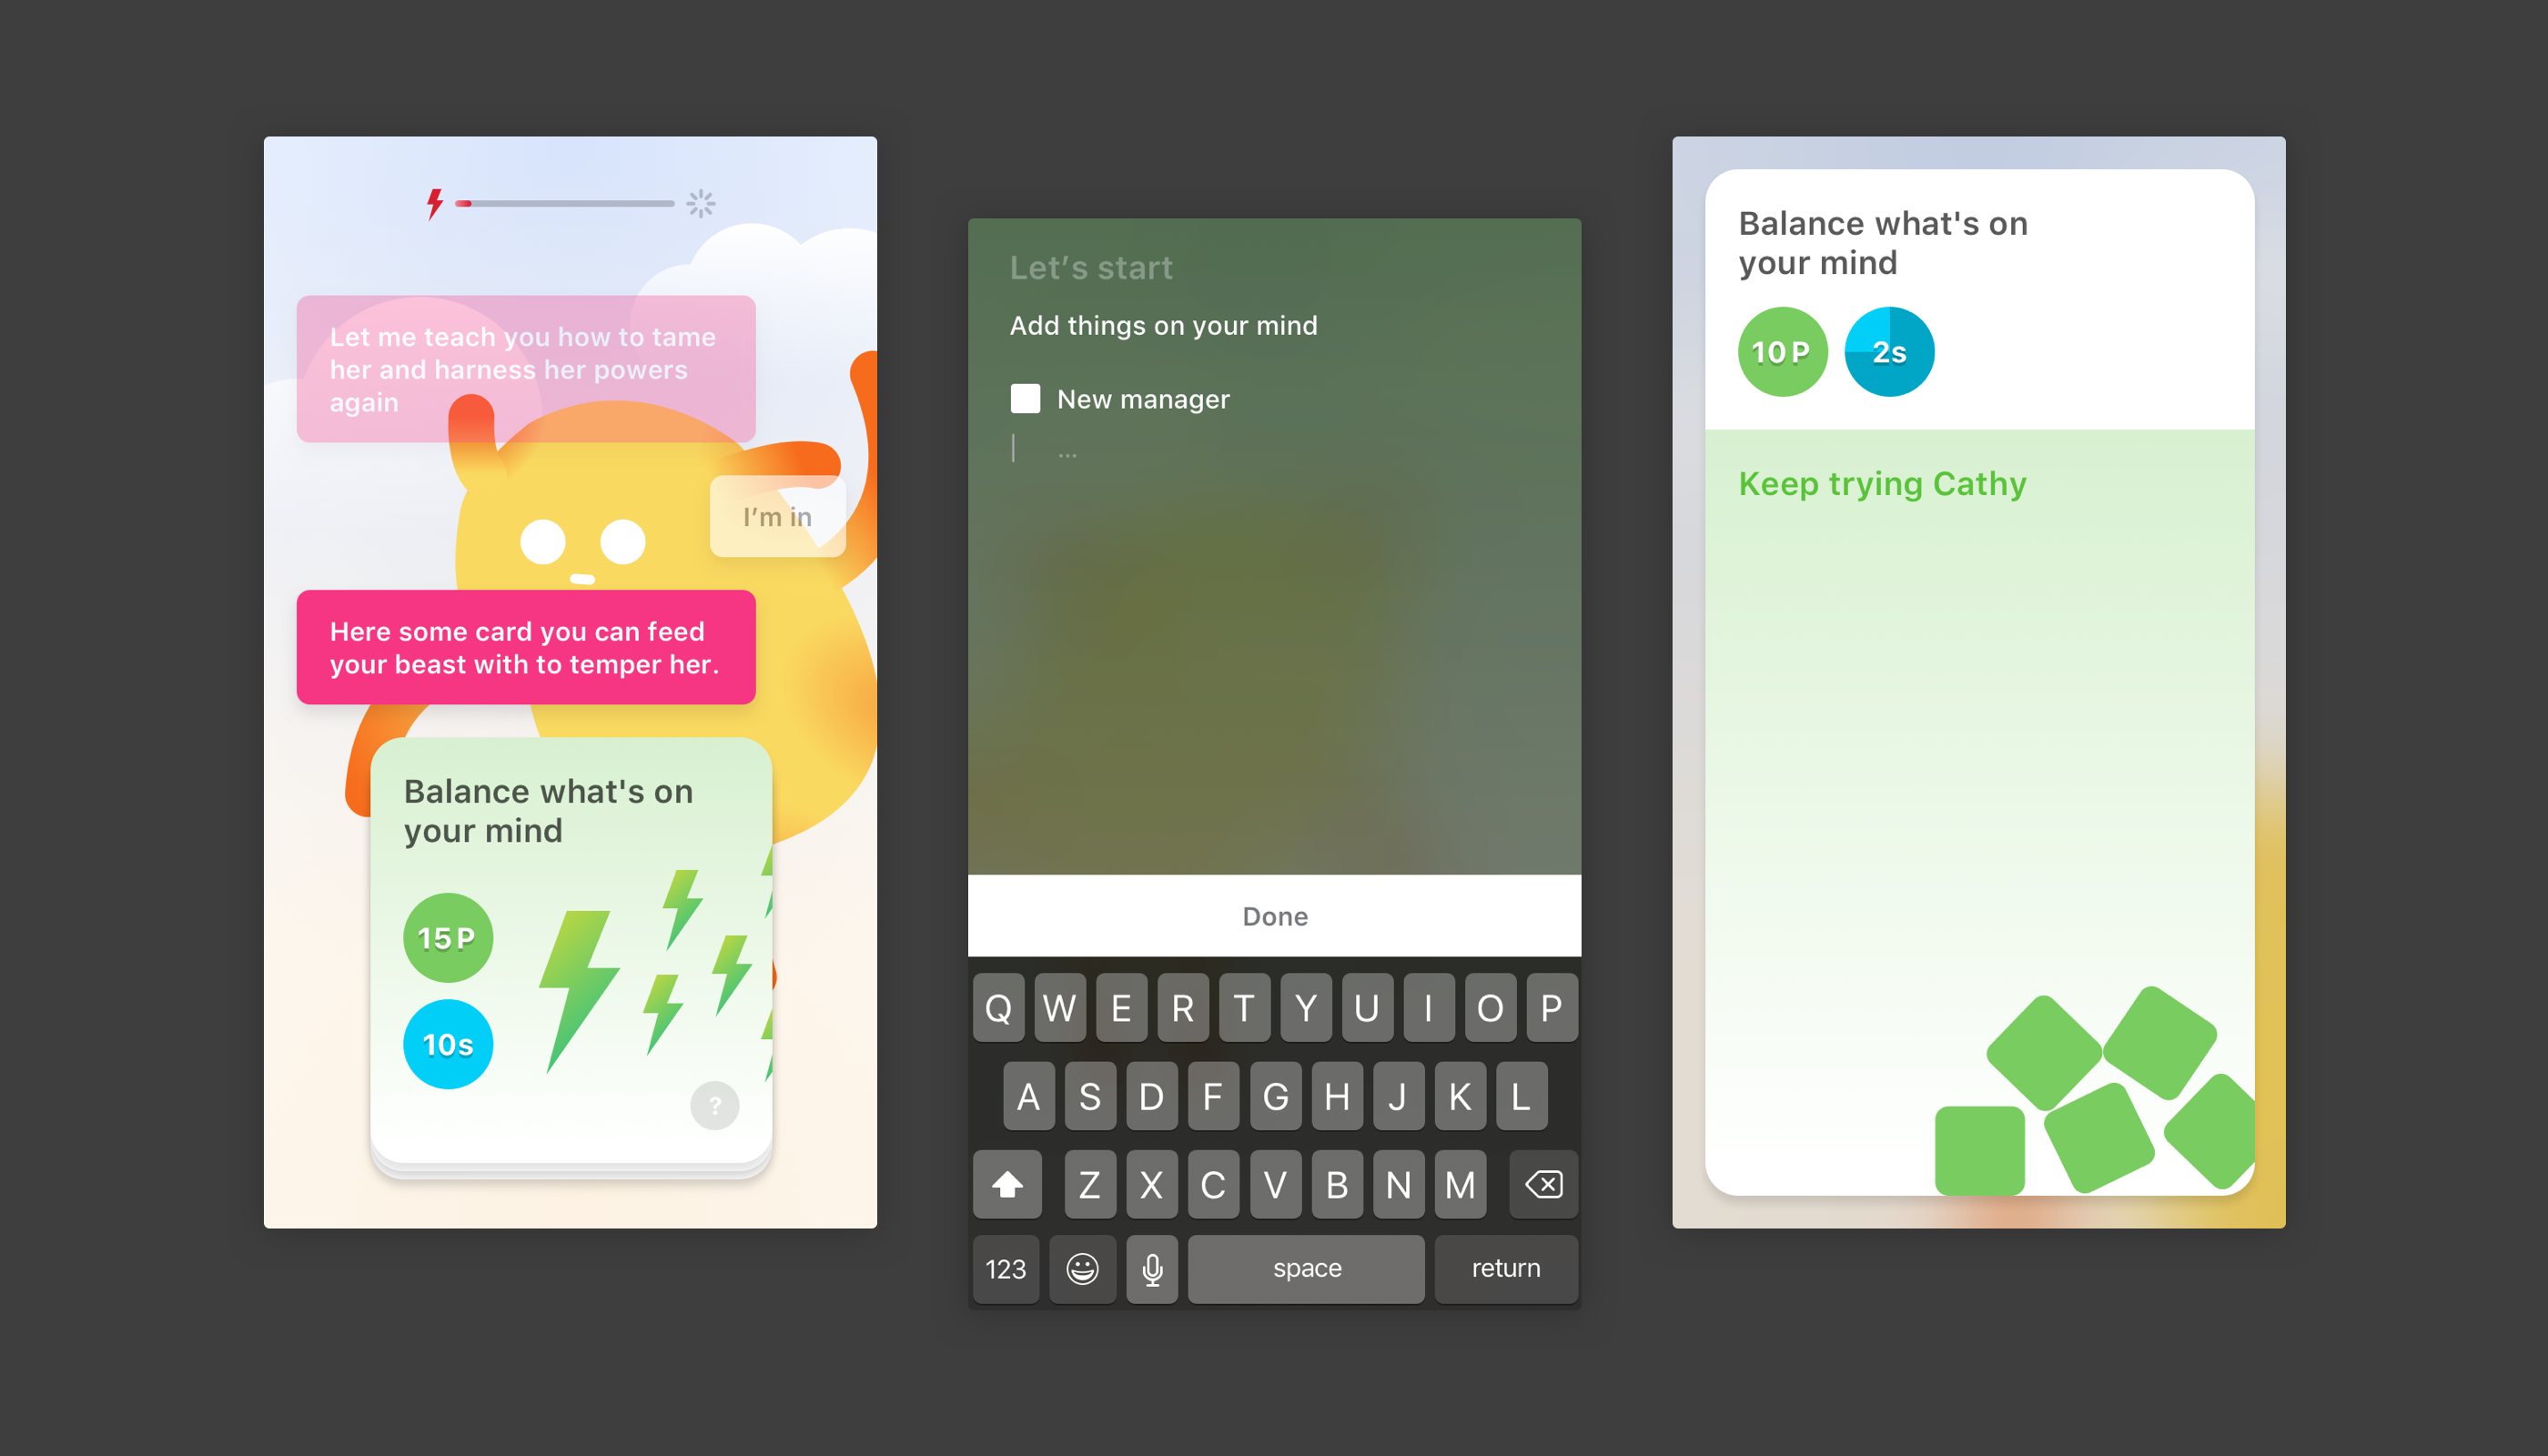 Let me teach you how to tame
her and harness her powers
again
I’m in
Here some card you can feed
your beast with to temper her.
Balance what's on
your mind
15 P
10s
?
Let’s start
Add things on your mind
New manager
...
Done
Q W E R T Y U I O P
A S D F G H J K L
Z X C V B N M
123 space return
Balance what's on
your mind
10 P 2s
Keep trying Cathy